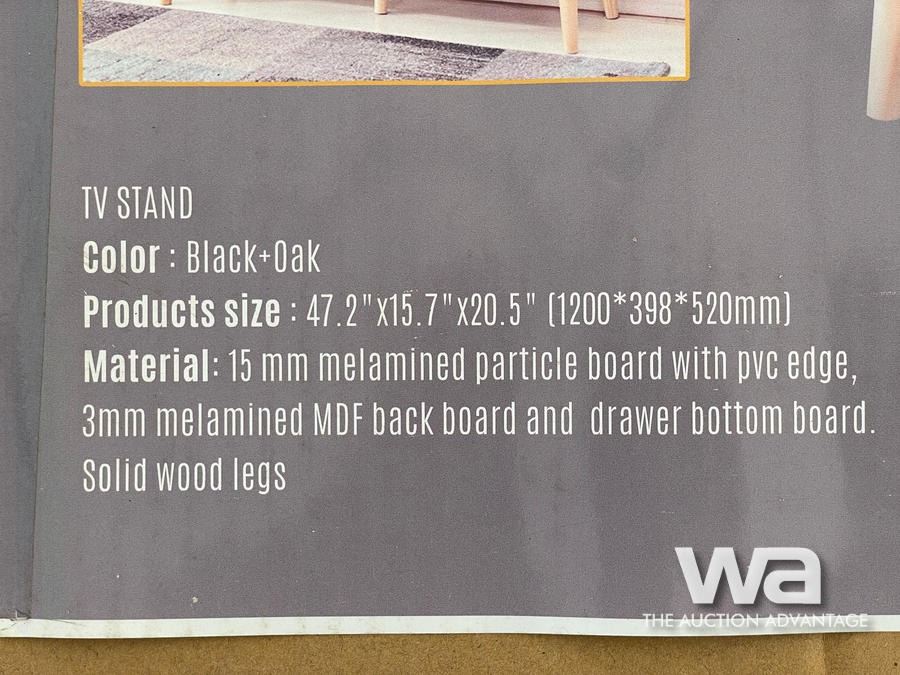 TV STAND
Color : Black+Oak
Products size : 47.2"x15.7"x20.5" (1200*398*520mm)
Material: 15 mm melamined particle board with pvc edge,
3mm melamined MDF back board and drawer bottom board.
Solid wood legs
wa
THE AUCTION ADVANTAGE